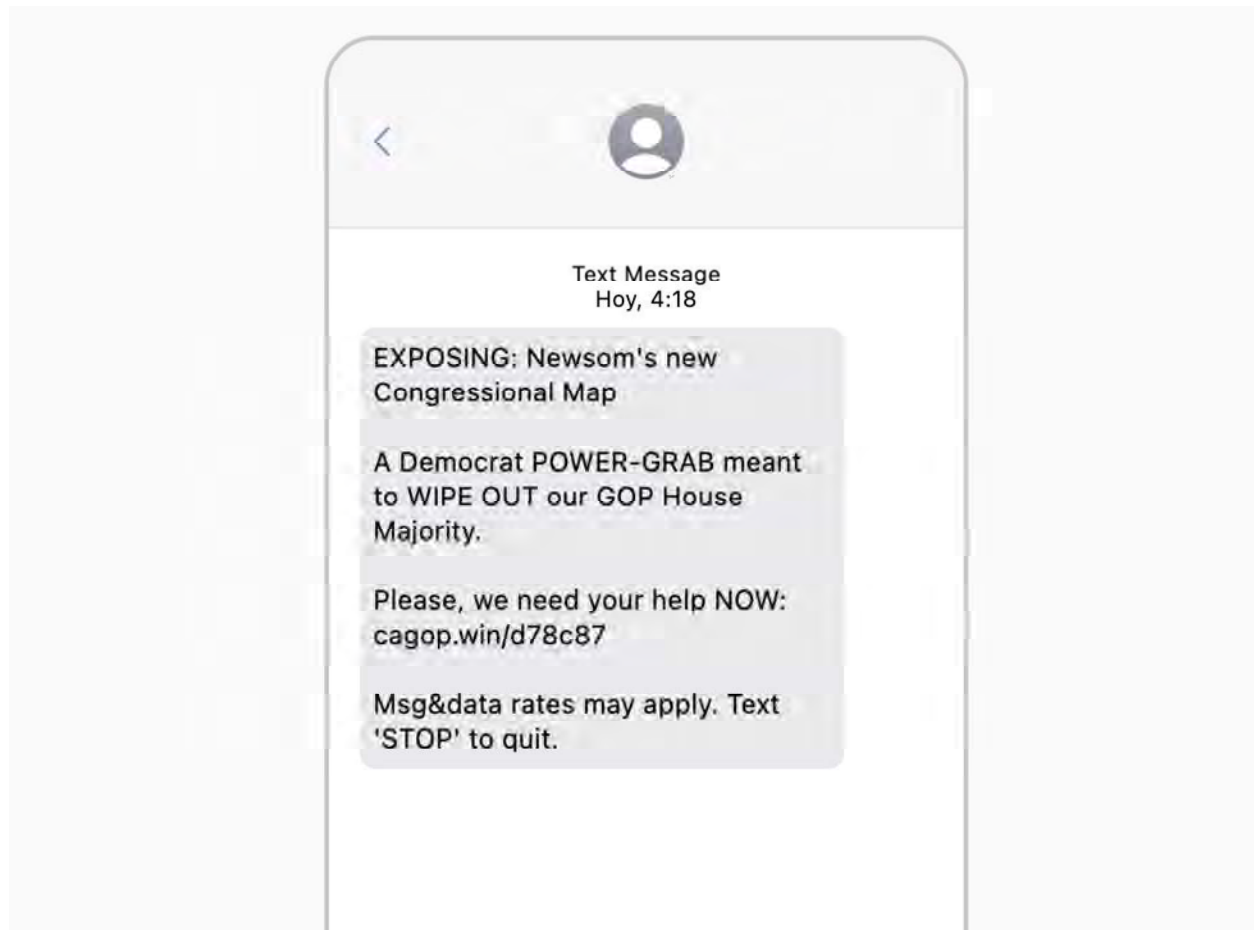 Text Message
Hoy, 4:18
EXPOSING: Newsom's new
Congressional Map
A Democrat POWER-GRAB meant
to WIPE OUT our GOP House
Majority.
Please, we need your help NOW:
cagop.win/d78c87
Msg&data rates may apply. Text
'STOP' to quit.